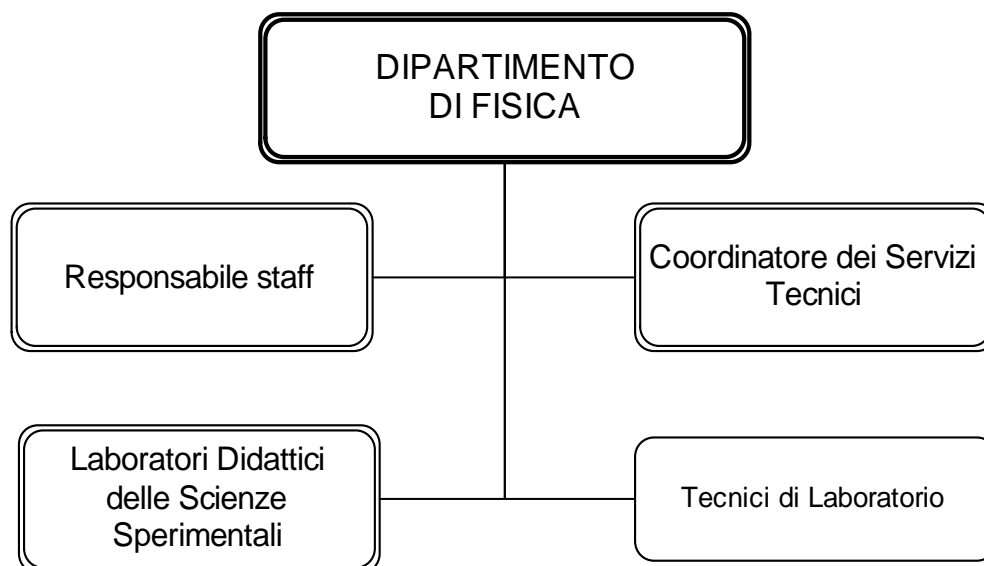 DIPARTIMENTO
DI FISICA
Responsabile staff
Coordinatore dei Servizi
Tecnici
Laboratori Didattici
delle Scienze
Sperimentali
Tecnici di Laboratorio